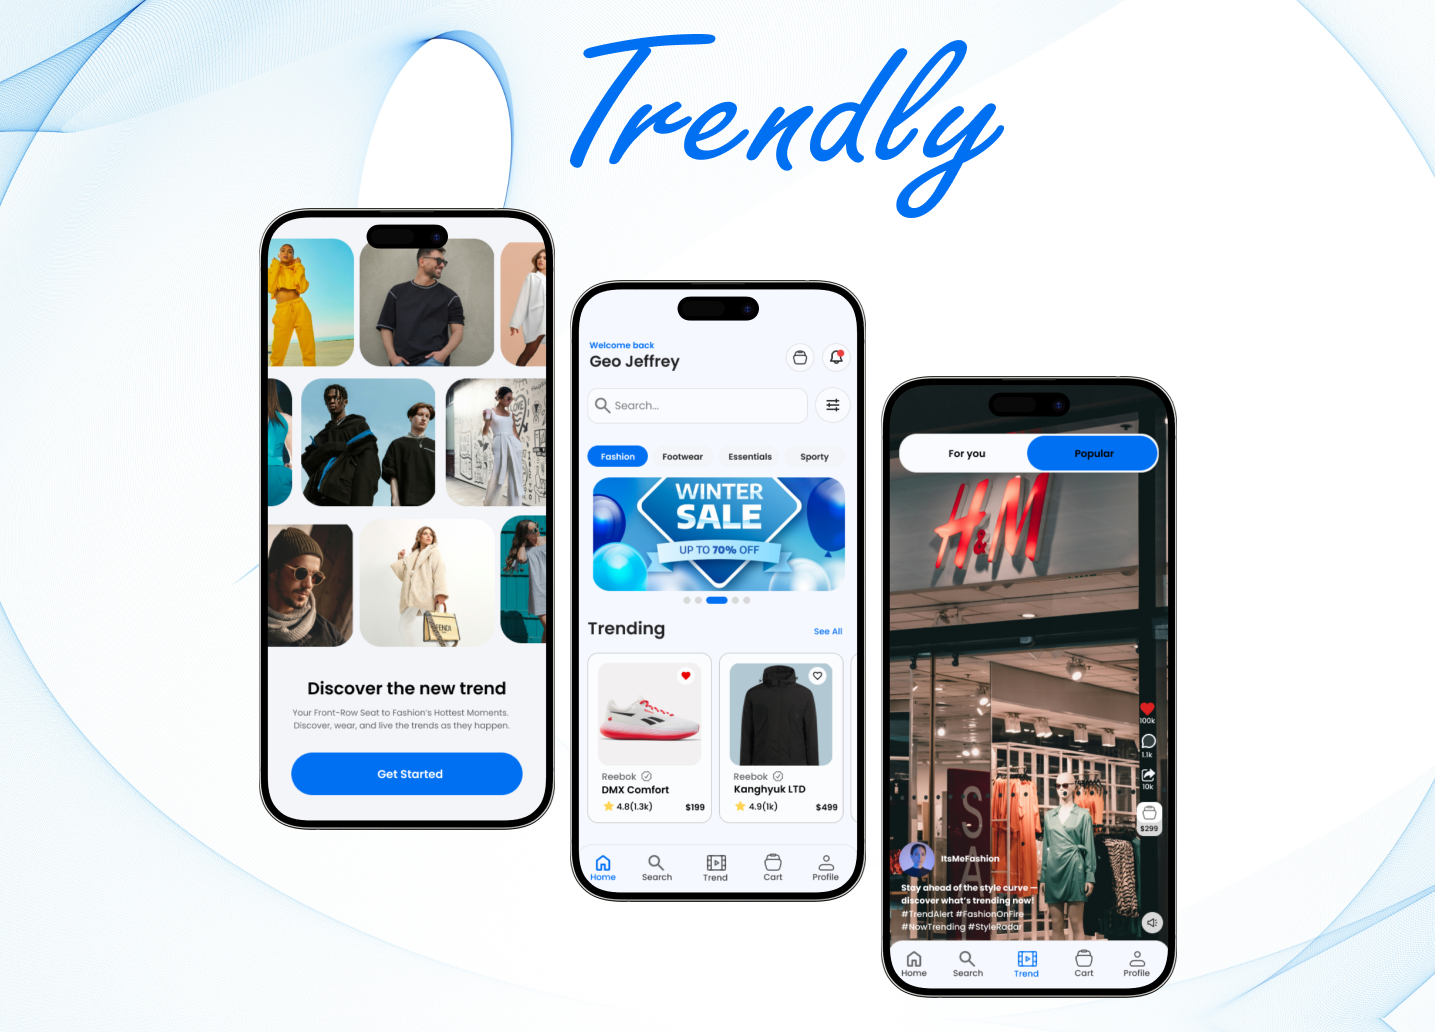 Trendly
FENDI
Discover the new trend
Your Front-Row Seat to Fashion's Hottest Moments.
Discover, wear, and live the trends as they happen.
Get Started
Welcome back
Geo Jeffrey
Search...
Fashion
Footwear
Essentials
Sporty
WINTER
SALE
UP TO 70% OFF
Trending
See All
Reebok
DMX Comfort
4.8(1.3k)
$199
Reebok
Kanghyuk LTD
4.9(1k)
$499
Home
Search
Trend
Cart
Profile
For you
Popular
H&M
100k
1.1k
10k
$299
SA
ItsMeFashion
Stay ahead of the style curve —
discover what's trending now!
#TrendAlert #FashionOnFire
#NowTrending #StyleRadar
Home
Search
Trend
Cart
Profile